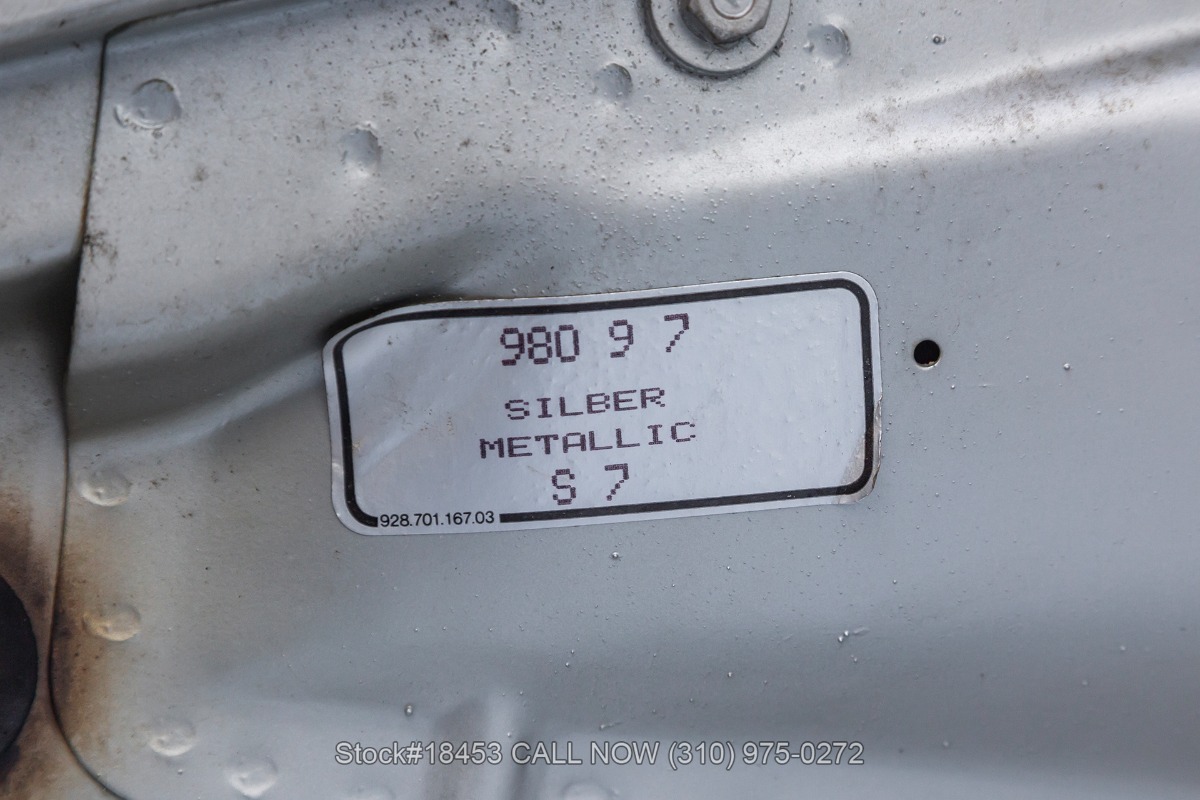 980 9 7
SILBER
METALLIC
S 7
928.701.167.03
Stock#18453 CALL NOW (310) 975-0272